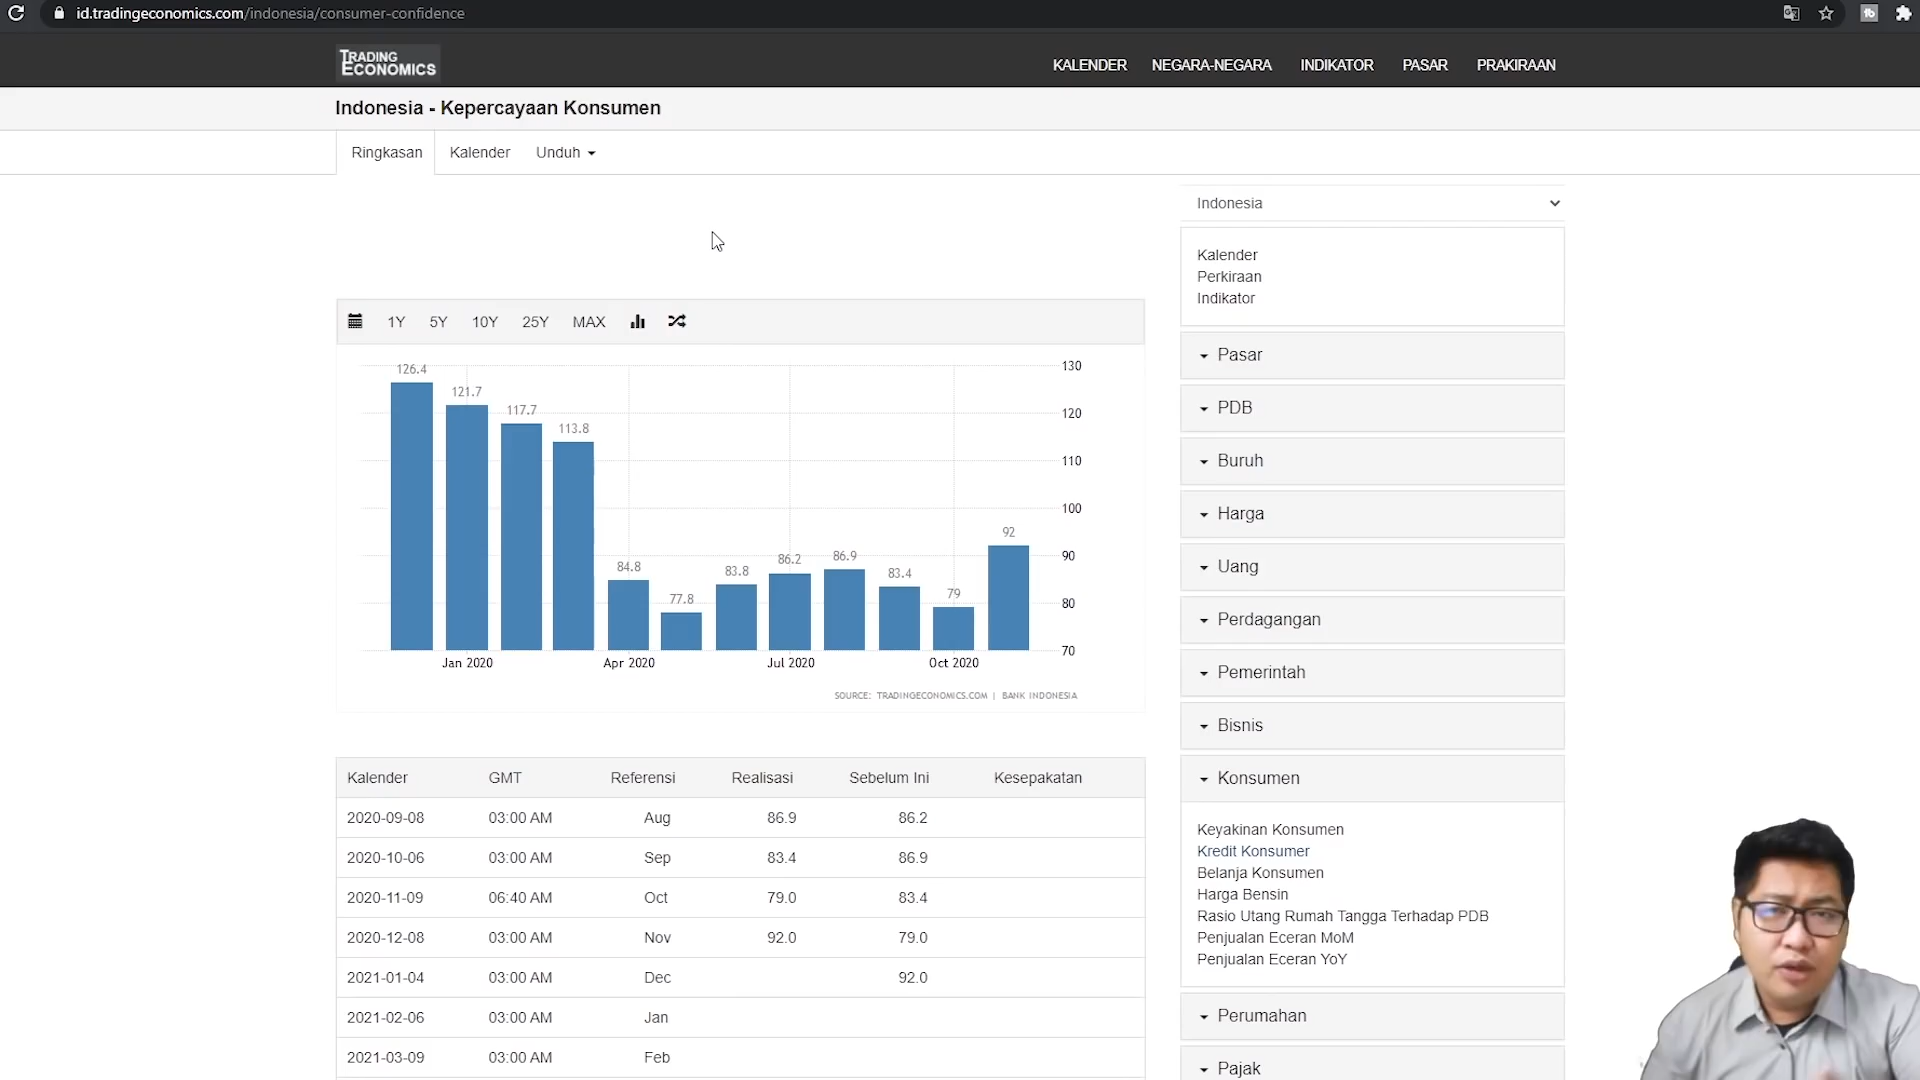 id.tradingeconomics.com/indonesia/consumer-confidence
TRADING
ECONOMICS
KALENDER NEGARA-NEGARA INDIKATOR PASAR PRAKIRAAN
Indonesia - Kepercayaan Konsumen
Ringkasan Kalender Unduh
1Y 5Y 10Y 25Y MAX
126.4 121.7 117.7 113.8 84.8 77.8 83.8 86.2 86.9 83.4 79 92
130
120
110
100
90
80
70
Jan 2020 Apr 2020 Jul 2020 Oct 2020
SOURCE: TRADINGECONOMICS.COM | BANK INDONESIA
Kalender GMT Referensi Realisasi Sebelum Ini Kesepakatan
2020-09-08 03:00 AM Aug 86.9 86.2
2020-10-06 03:00 AM Sep 83.4 86.9
2020-11-09 06:40 AM Oct 79.0 83.4
2020-12-08 03:00 AM Nov 92.0 79.0
2021-01-04 03:00 AM Dec 92.0
2021-02-06 03:00 AM Jan
2021-03-09 03:00 AM Feb
Indonesia
Kalender
Perkiraan
Indikator
Pasar
PDB
Buruh
Harga
Uang
Perdagangan
Pemerintah
Bisnis
Konsumen
Keyakinan Konsumen
Kredit Konsumer
Belanja Konsumen
Harga Bensin
Rasio Utang Rumah Tangga Terhadap PDB
Penjualan Eceran MoM
Penjualan Eceran YoY
Perumahan
Pajak